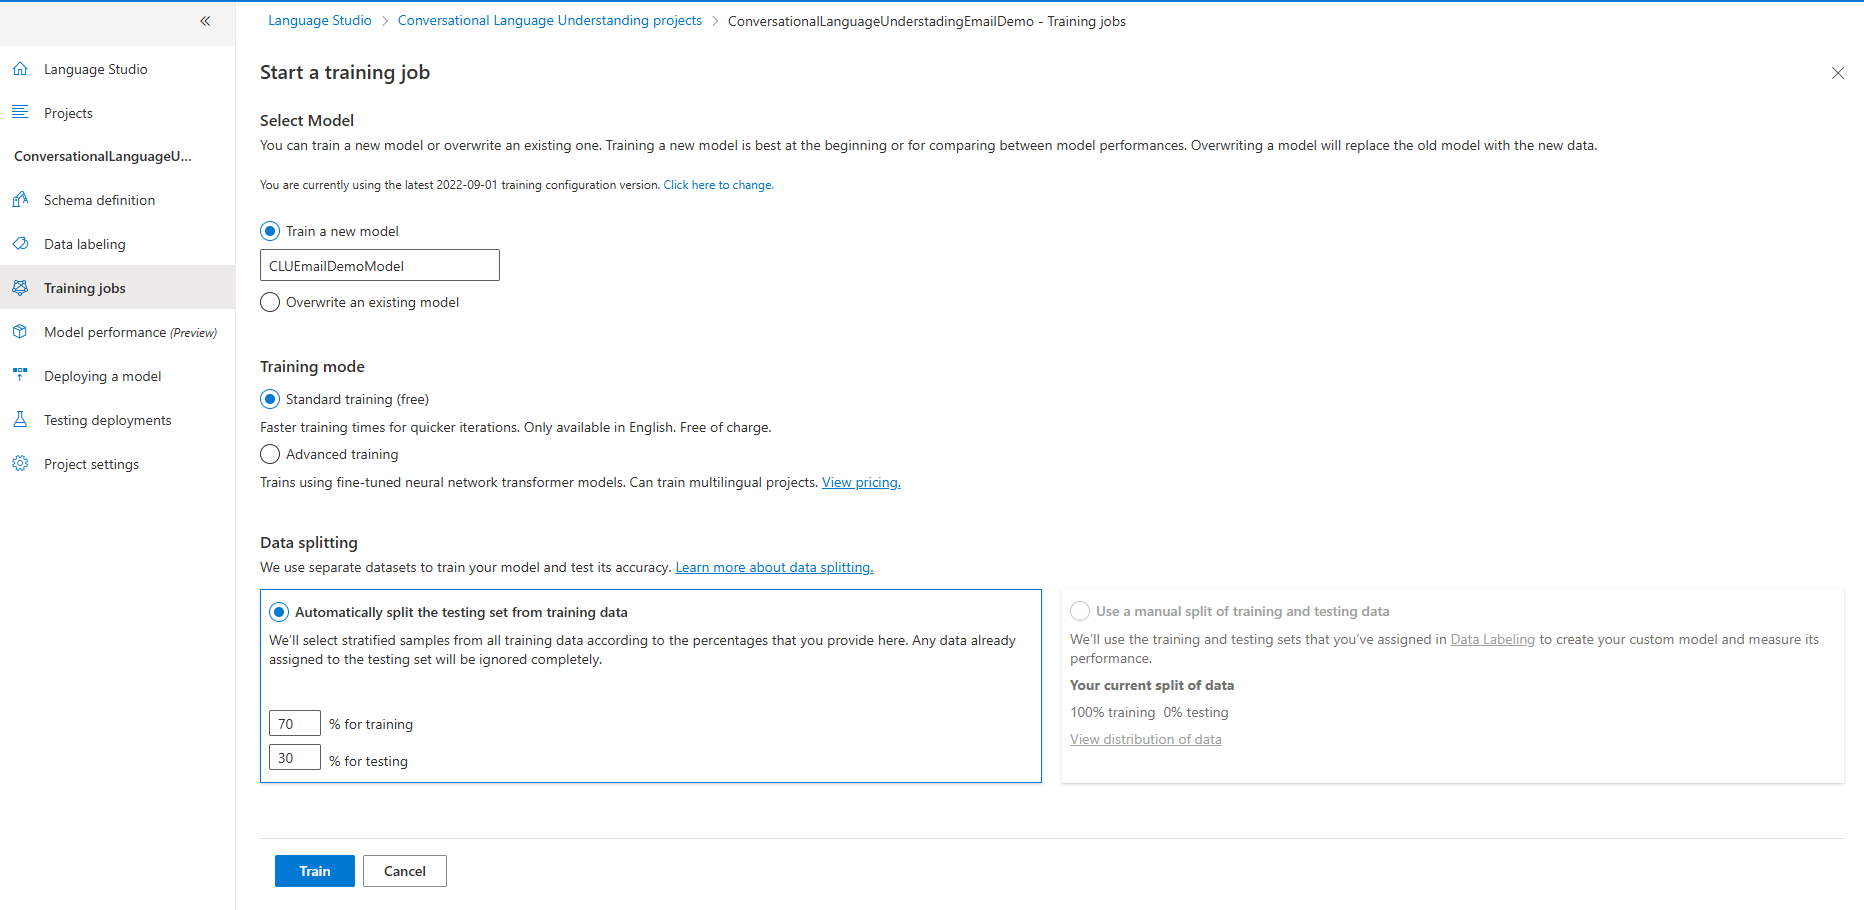 Language Studio > Conversational Language Understanding projects > ConversationalLanguageUnderstadingEmailDemo - Training jobs
Language Studio
Projects
ConversationalLanguageU...
Schema definition
Data labeling
Training jobs
Model performance (Preview)
Deploying a model
Testing deployments
Project settings
Start a training job
Select Model
You can train a new model or overwrite an existing one. Training a new model is best at the beginning or for comparing between model performances. Overwriting a model will replace the old model with the new data.
You are currently using the latest 2022-09-01 training configuration version. Click here to change.
Train a new model
CLUEmailDemoModel
Overwrite an existing model
Training mode
Standard training (free)
Faster training times for quicker iterations. Only available in English. Free of charge.
Advanced training
Trains using fine-tuned neural network transformer models. Can train multilingual projects. View pricing.
Data splitting
We use separate datasets to train your model and test its accuracy. Learn more about data splitting.
Automatically split the testing set from training data
We'll select stratified samples from all training data according to the percentages that you provide here. Any data already
assigned to the testing set will be ignored completely.
70 % for training
30 % for testing
Use a manual split of training and testing data
We'll use the training and testing sets that you've assigned in Data Labeling to create your custom model and measure its
performance.
Your current split of data
100% training 0% testing
View distribution of data
Train
Cancel